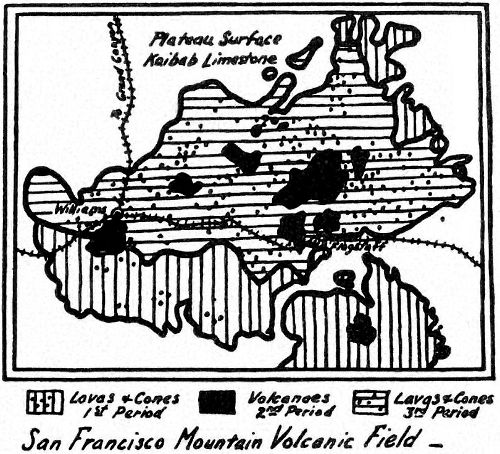 To Grand Canyon
Plateau Surface
Kaibab Limestone
Williams
Flagstaff
Lavas & Cones
1st Period
Volcanoes
2nd Period
Lavas & Cones
3rd Period
San Francisco Mountain Volcanic Field